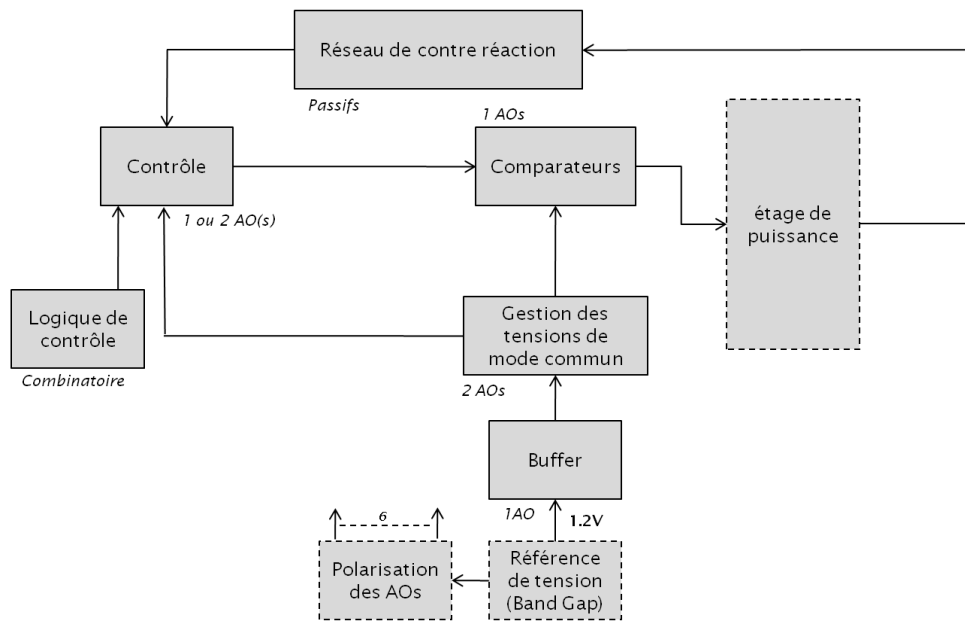 Réseau de contre réaction
Passifs
1 AOs
Contrôle
Comparateurs
1 ou 2 AO(s)
étage de
puissance
Logique de
contrôle
Combinatoire
Gestion des
tensions de
mode commun
2 AOs
Buffer
1AO
1.2V
6
Polarisation
des AOs
Référence
de tension
(Band Gap)